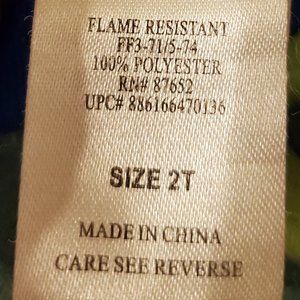 FLAME RESISTANT
FF3-71/5-74
100% POLYESTER
RN# 87652
UPC# 886166470136
SIZE 2T
MADE IN CHINA
CARE SEE REVERSE